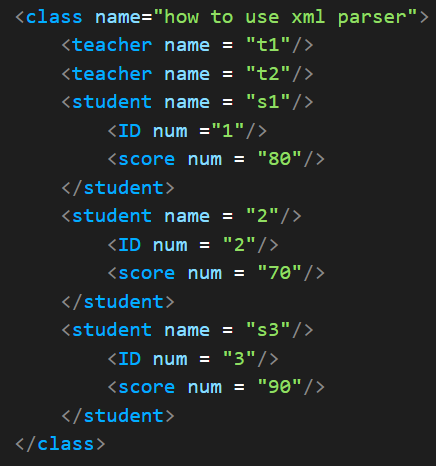 <class name="how to use xml parser">
<teacher name = "t1"/>
<teacher name = "t2"/>
<student name = "s1"/>
<ID num ="1"/>
<score num = "80"/>
</student>
<student name = "2"/>
<ID num = "2"/>
<score num = "70"/>
</student>
<student name = "s3"/>
<ID num = "3"/>
<score num = "90"/>
</student>
</class>